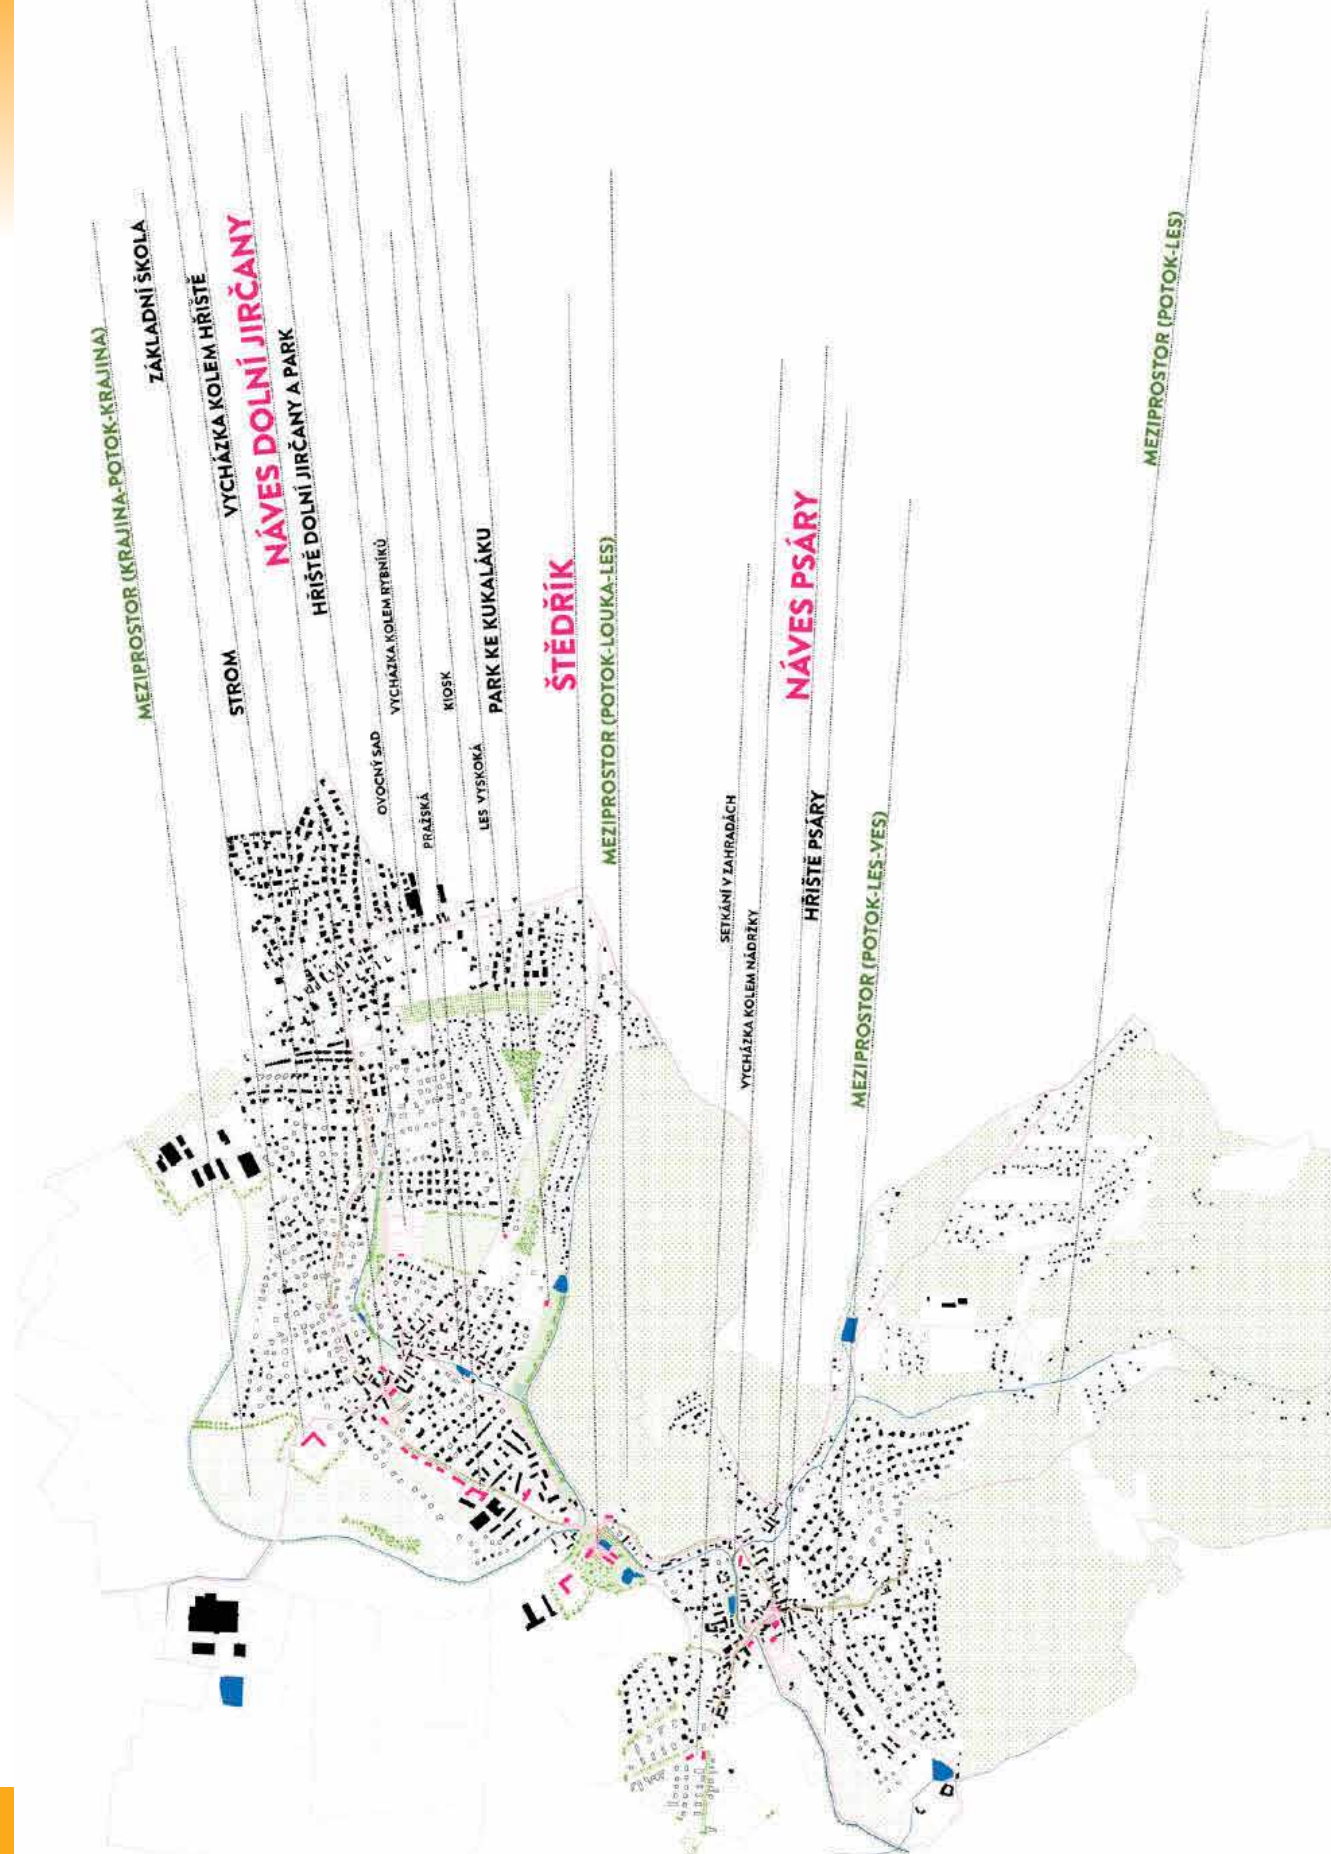 MEZIPROSTOR (KRAJINA-POTOK-KRAJINA)
ZÁKLADNÍ ŠKOLA
STROM
VYCHÁZKA KOLEM HŘIŠTĚ
NÁVES DOLNÍ JIRČANY
HŘIŠTĚ DOLNÍ JIRČANY A PARK
OVOCNÝ SAD
VYCHÁZKA KOLEM RYBNÍKŮ
PRAŽSKÁ
KIOSK
LES VYSKOKÁ
PARK KE KUKALÁKU
ŠTĚDŘÍK
MEZIPROSTOR (POTOK-LOUKA-LES)
SETKÁNÍ V ZAHRADÁCH
VYCHÁZKA KOLEM NÁDRŽKY
NÁVES PSÁRY
HŘIŠTĚ PSÁRY
MEZIPROSTOR (POTOK-LES-VES)
MEZIPROSTOR (POTOK-LES)